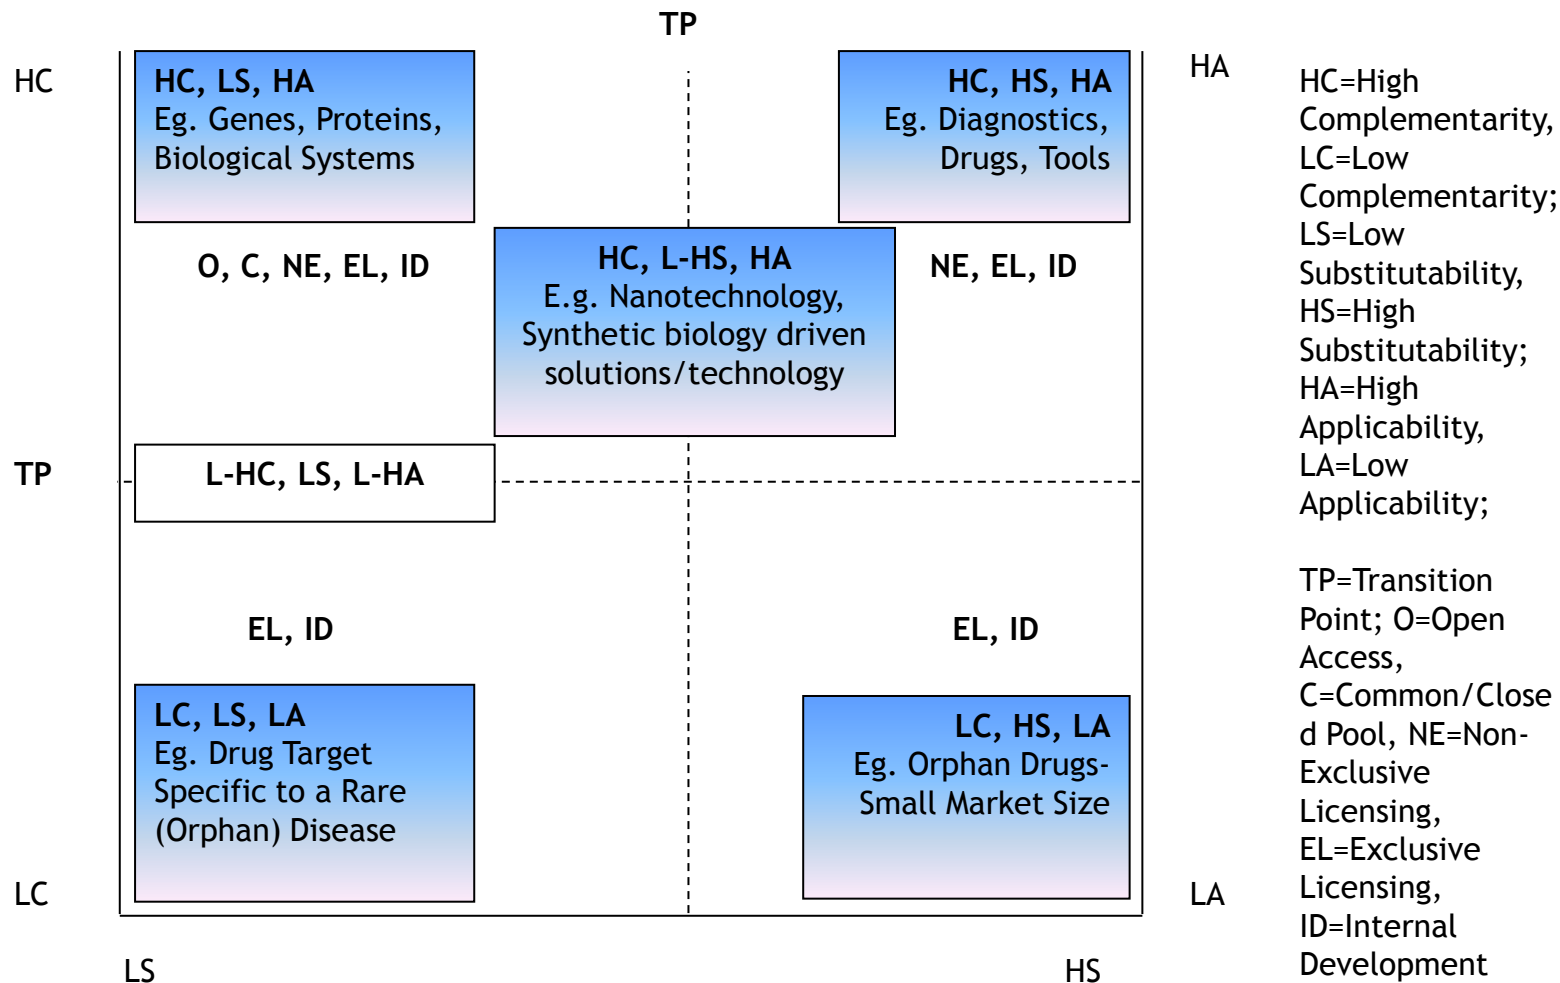 TP
HC
HC, LS, HA
Eg. Genes, Proteins,
Biological Systems
HC, HS, HA
Eg. Diagnostics,
Drugs, Tools
HA
O, C, NE, EL, ID
HC, L-HS, HA
E.g. Nanotechnology,
Synthetic biology driven
solutions/technology
NE, EL, ID
TP
L-HC, LS, L-HA
EL, ID
EL, ID
LC, LS, LA
Eg. Drug Target
Specific to a Rare
(Orphan) Disease
LC, HS, LA
Eg. Orphan Drugs-
Small Market Size
LC
LA
LS
HS
HC=High
Complementarity,
LC=Low
Complementarity;
LS=Low
Substitutability,
HS=High
Substitutability;
HA=High
Applicability,
LA=Low
Applicability;
TP=Transition
Point; O=Open
Access,
C=Common/Close
d Pool, NE=Non-
Exclusive
Licensing,
EL=Exclusive
Licensing,
ID=Internal
Development